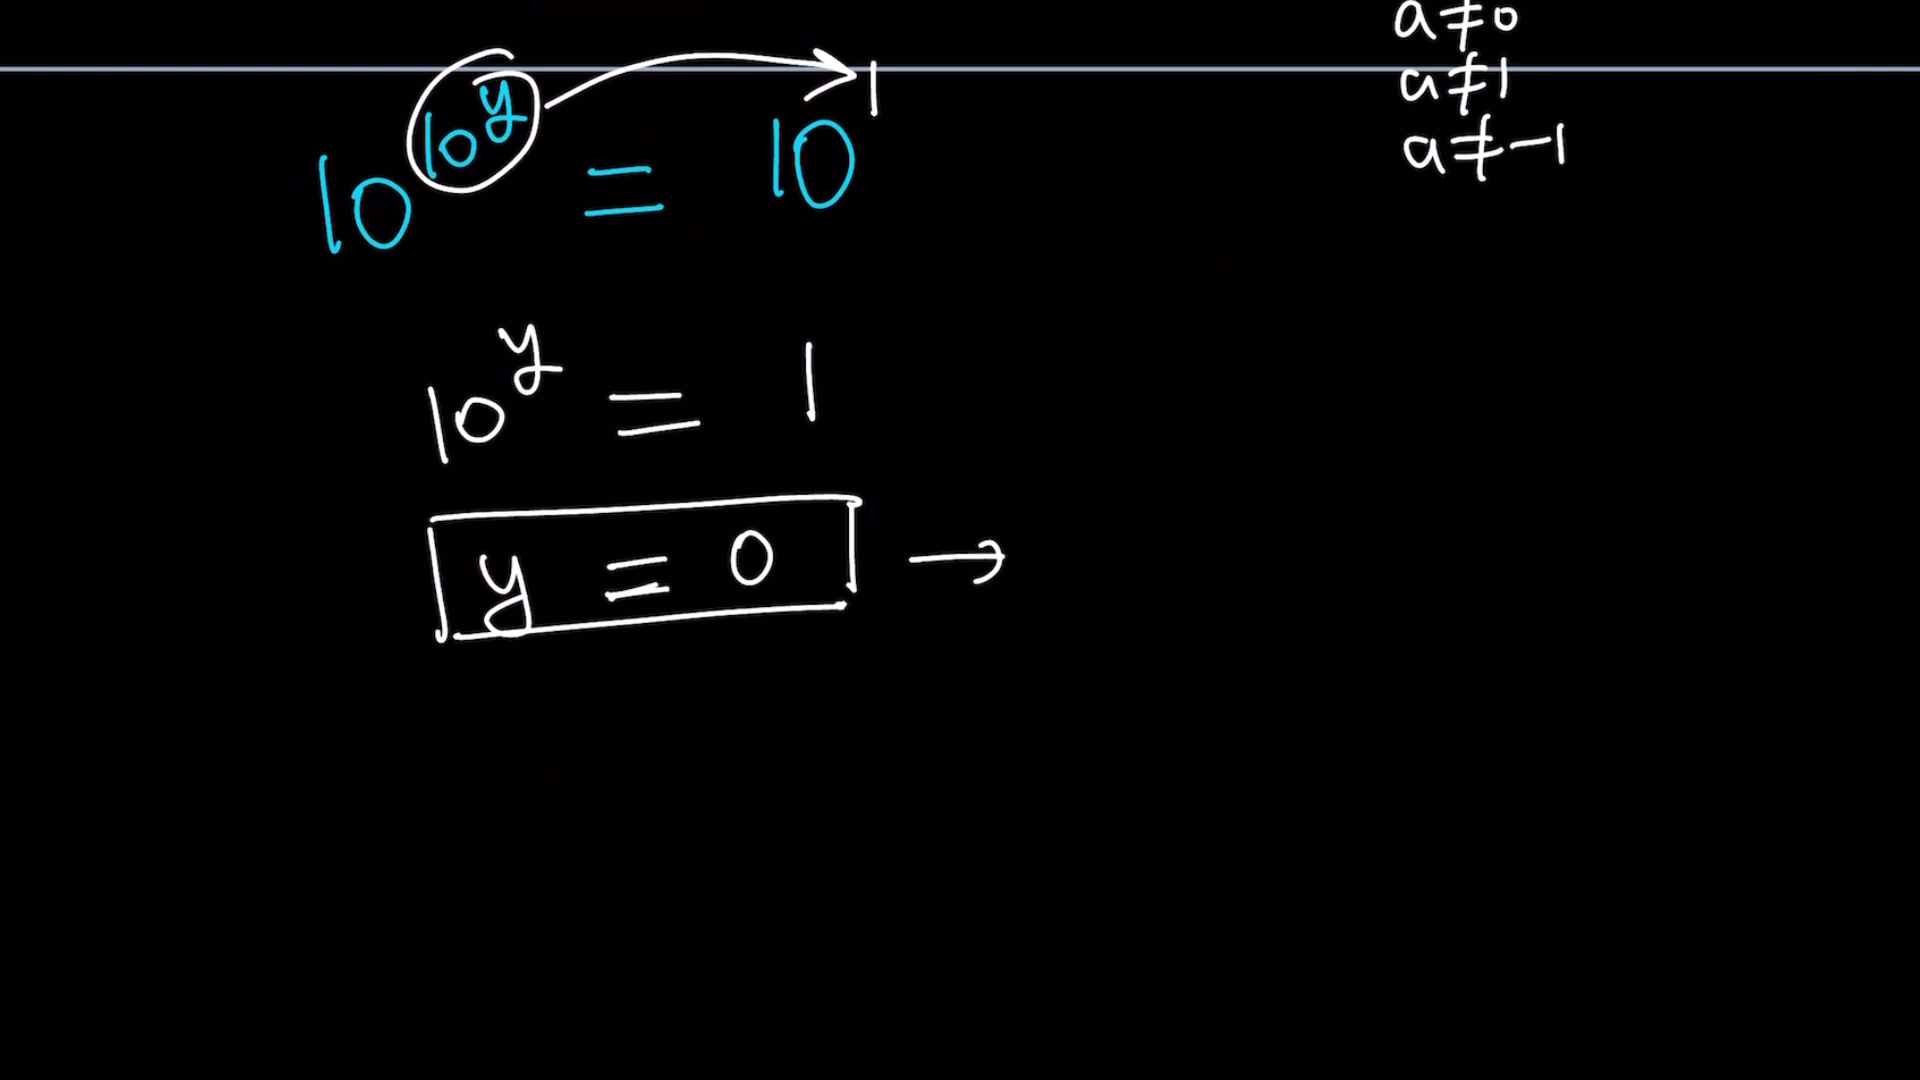 a≠0
a≠1
a≠-1
10^10^y = 10^1
10^y = 1
y = 0 →